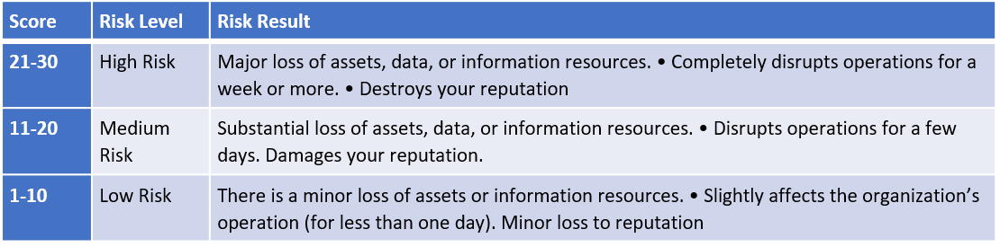 Score Risk Level Risk Result
21-30 High Risk Major loss of assets, data, or information resources. • Completely disrupts operations for a
week or more. • Destroys your reputation
11-20 Medium Substantial loss of assets, data, or information resources. • Disrupts operations for a few
Risk days. Damages your reputation.
1-10 Low Risk There is a minor loss of assets or information resources. • Slightly affects the organization’s
operation (for less than one day). Minor loss to reputation